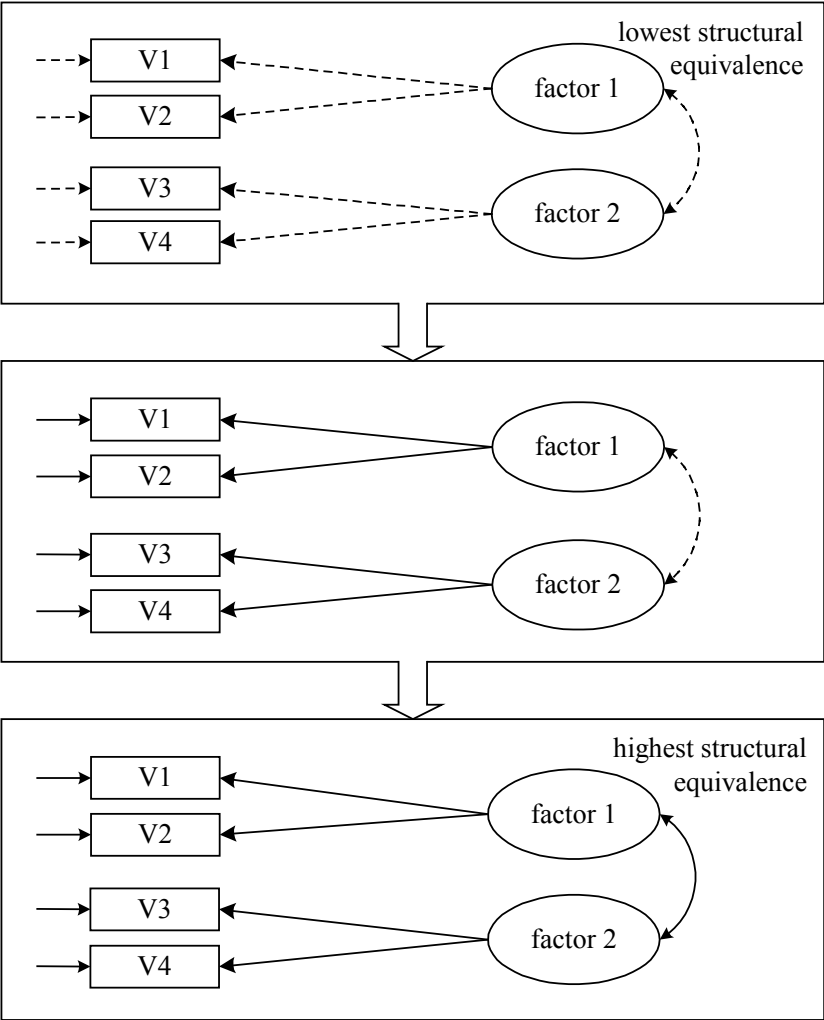 lowest structural
equivalence
V1
factor 1
V2
V3
factor 2
V4
V1
factor 1
V2
V3
factor 2
V4
highest structural
equivalence
V1
factor 1
V2
V3
factor 2
V4